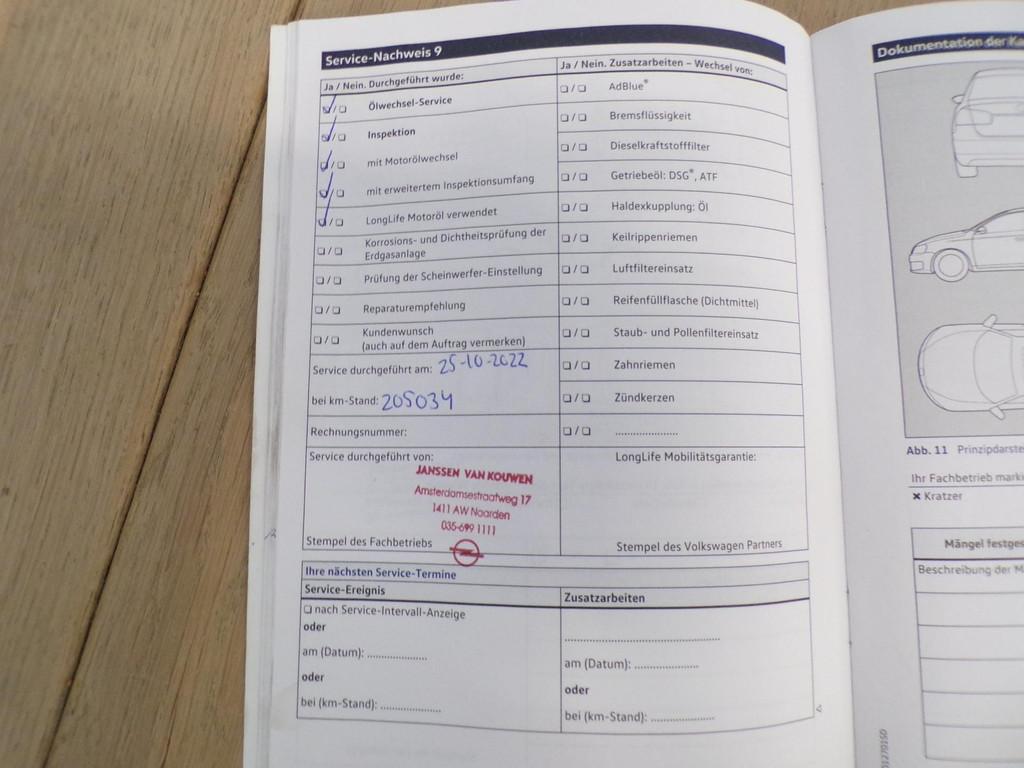 Service-Nachweis 9
Ja / Nein. Durchgeführt wurde:
Ölwechsel-Service
Inspektion
mit Motorölwechsel
mit erweitertem Inspektionsumfang
LongLife Motoröl verwendet
Korrosions- und Dichtheitsprüfung der
Erdgasanlage
Prüfung der Scheinwerfer-Einstellung
Reparaturempfehlung
Kundenwunsch
(auch auf dem Auftrag vermerken)
Service durchgeführt am: 25-10-2022
bei km-Stand: 205034
Rechnungsnummer:
Service durchgeführt von:
JANSSEN VAN KOUWEN
Amsterdamsestraatweg 17
1411 AW Naarden
035-699 1111
Stempel des Fachbetriebs
Ja / Nein. Zusatzarbeiten – Wechsel von:
AdBlue®
Bremsflüssigkeit
Dieselkraftstofffilter
Getriebeöl: DSG®, ATF
Haldexkupplung: Öl
Keilrippenriemen
Luftfiltereinsatz
Reifenfüllflasche (Dichtmittel)
Staub- und Pollenfiltereinsatz
Zahnriemen
Zündkerzen
.....................
LongLife Mobilitätsgarantie:
Stempel des Volkswagen Partners
Ihre nächsten Service-Termine
Service-Ereignis
❏ nach Service-Intervall-Anzeige
oder
am (Datum): ....................
oder
bei (km-Stand): ....................
Zusatzarbeiten
....................................................
am (Datum): .....................
oder
bei (km-Stand): .....................
Dokumentation der
Abb. 11 Prinzipdarste
Ihr Fachbetrieb marki
✖ Kratzer
Mängel festges
Beschreibung der M